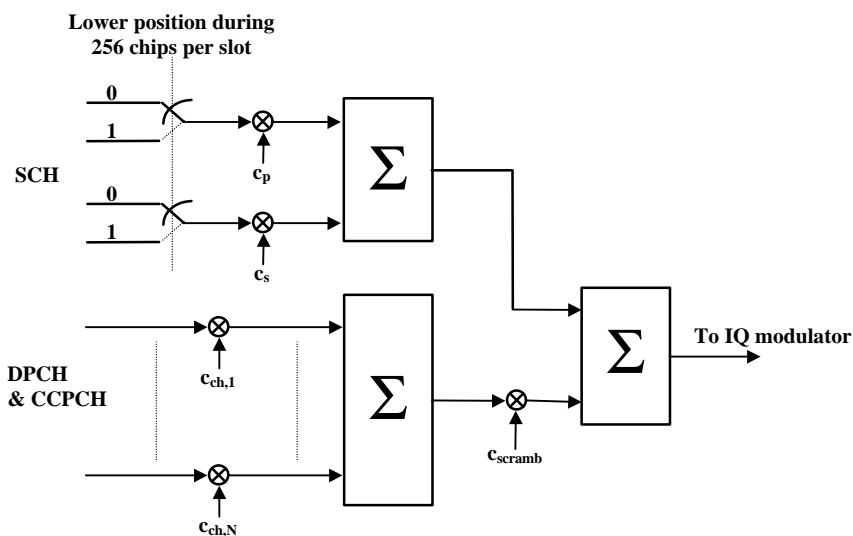 Lower position during
256 chips per slot
0
1
SCH
c_p
0
1
c_s
Σ
DPCH
& CCPCH
c_ch,1
c_ch,N
Σ
c_scramb
Σ
To IQ modulator